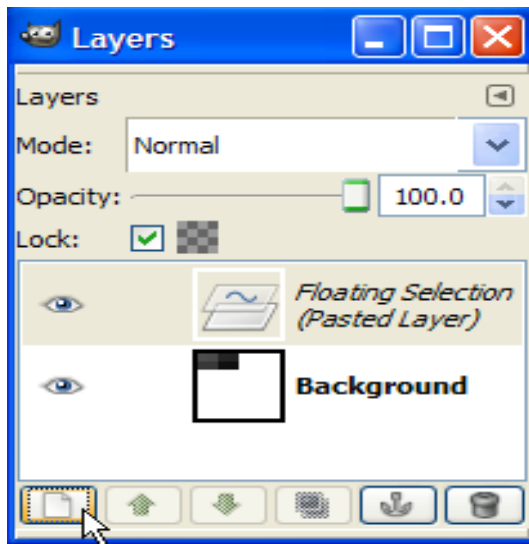 Layers
Layers
Mode: Normal
Opacity: 100.0
Lock:
Floating Selection
(Pasted Layer)
Background